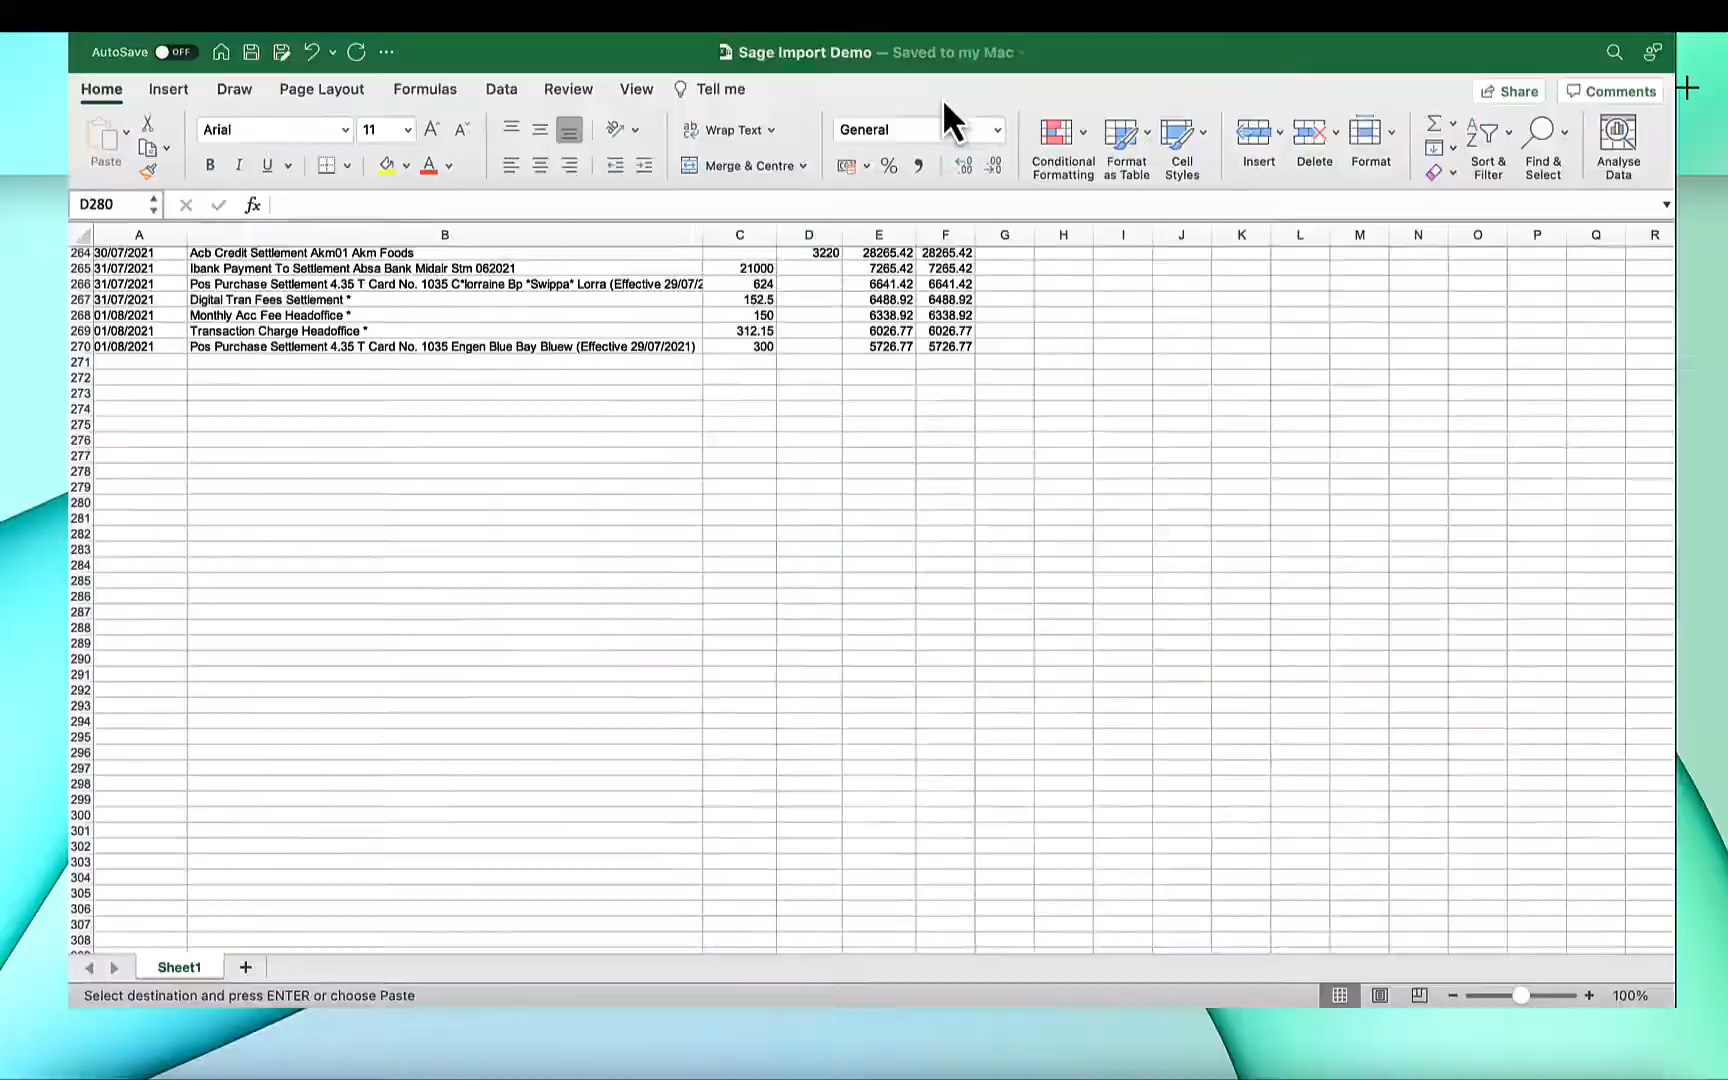 AutoSave OFF Sage Import Demo — Saved to my Mac
Home Insert Draw Page Layout Formulas Data Review View Tell me Share Comments
Paste Arial 11 Wrap Text General
B I U Merge & Centre % Conditional Formatting Format as Table Cell Styles Insert Delete Format Sort & Filter Find & Select Analyse Data
D280 fx
A B C D E F G H I J K L M N O P Q R
264 30/07/2021 Acb Credit Settlement Akm01 Akm Foods 3220 28265.42 28265.42
265 31/07/2021 Ibank Payment To Settlement Absa Bank Midair Stm 062021 21000 7265.42 7265.42
266 31/07/2021 Pos Purchase Settlement 4.35 T Card No. 1035 C*lorraine Bp *Swippa* Lorra (Effective 29/07/2 624 6641.42 6641.42
267 31/07/2021 Digital Tran Fees Settlement * 152.5 6488.92 6488.92
268 01/08/2021 Monthly Acc Fee Headoffice * 150 6338.92 6338.92
269 01/08/2021 Transaction Charge Headoffice * 312.15 6026.77 6026.77
270 01/08/2021 Pos Purchase Settlement 4.35 T Card No. 1035 Engen Blue Bay Bluew (Effective 29/07/2021) 300 5726.77 5726.77
271
272
273
274
275
276
277
278
279
280
281
282
283
284
285
286
287
288
289
290
291
292
293
294
295
296
297
298
299
300
301
302
303
304
305
306
307
308
Sheet1
Select destination and press ENTER or choose Paste 100%